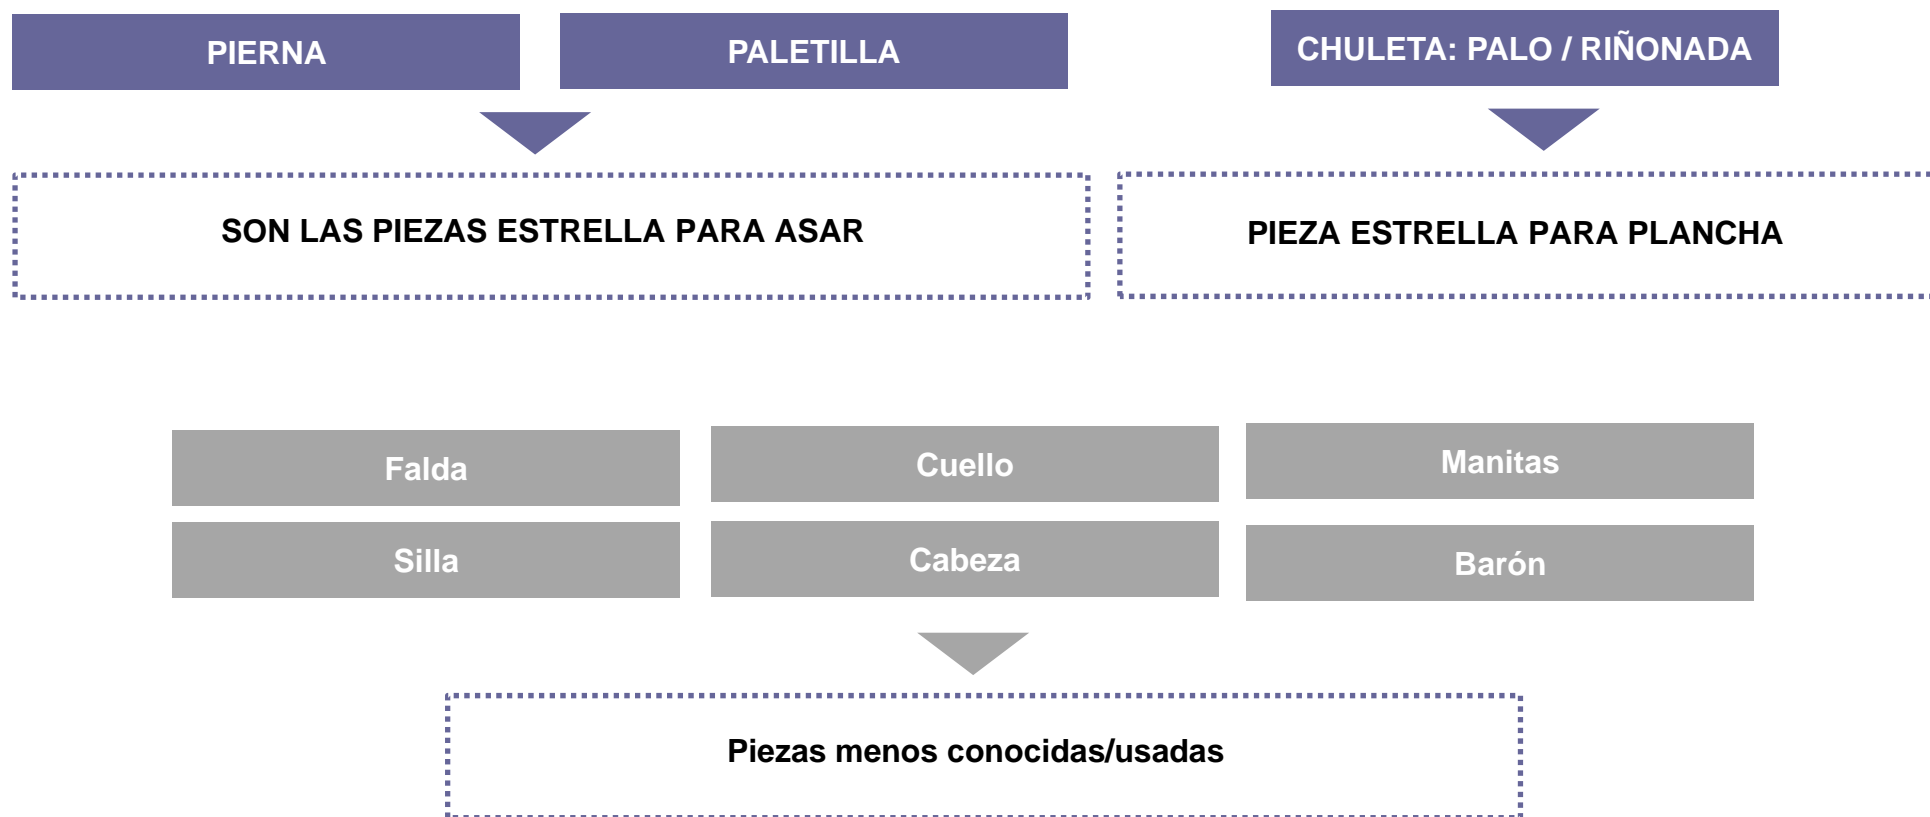 PIERNA
PALETILLA
CHULETA: PALO / RIÑONADA
SON LAS PIEZAS ESTRELLA PARA ASAR
PIEZA ESTRELLA PARA PLANCHA
Falda
Cuello
Manitas
Silla
Cabeza
Barón
Piezas menos conocidas/usadas